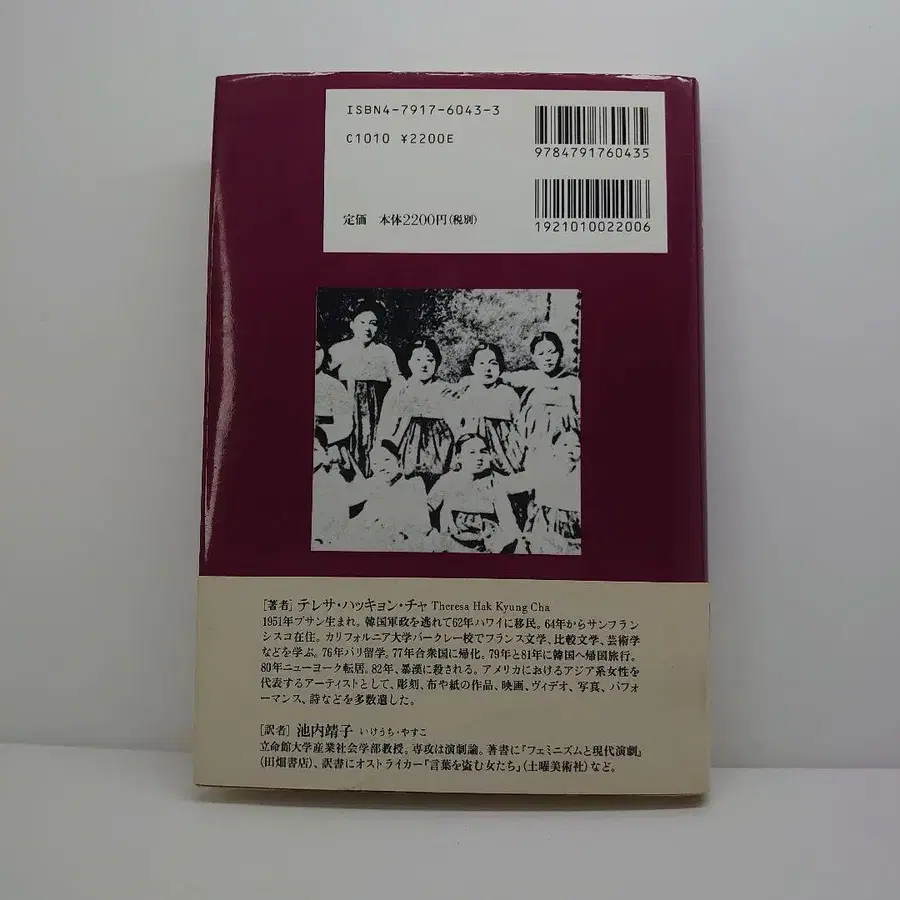 ISBN4-7917-6043-3
C1010 ¥2200E
定価 本体2200円(税別)
9784791760435
1921010022006
[著者] テレサ・ハッキョン・チャ Theresa Hak Kyung Cha
1951年プサン生まれ。韓国軍政を逃れて62年ハワイに移民。64年からサンフラン
シスコ在住。カリフォルニア大学バークレー校でフランス文学、比較文学、芸術学
などを学ぶ。76年パリ留学。77年合衆国に帰化。79年と81年に韓国へ帰国旅行。
80年ニューヨーク転居。82年、暴漢に殺される。アメリカにおけるアジア系女性を
代表するアーティストとして、彫刻、布や紙の作品、映画、ヴィデオ、写真、パフォ
ーマンス、詩などを多数遺した。
[訳者] 池内靖子 いけうち・やすこ
立命館大学産業社会学部教授。専攻は演劇論。著書に『フェミニズムと現代演劇』
(田畑書店)、訳書にオストライカー『言葉を盗む女たち』(土曜美術社)など。